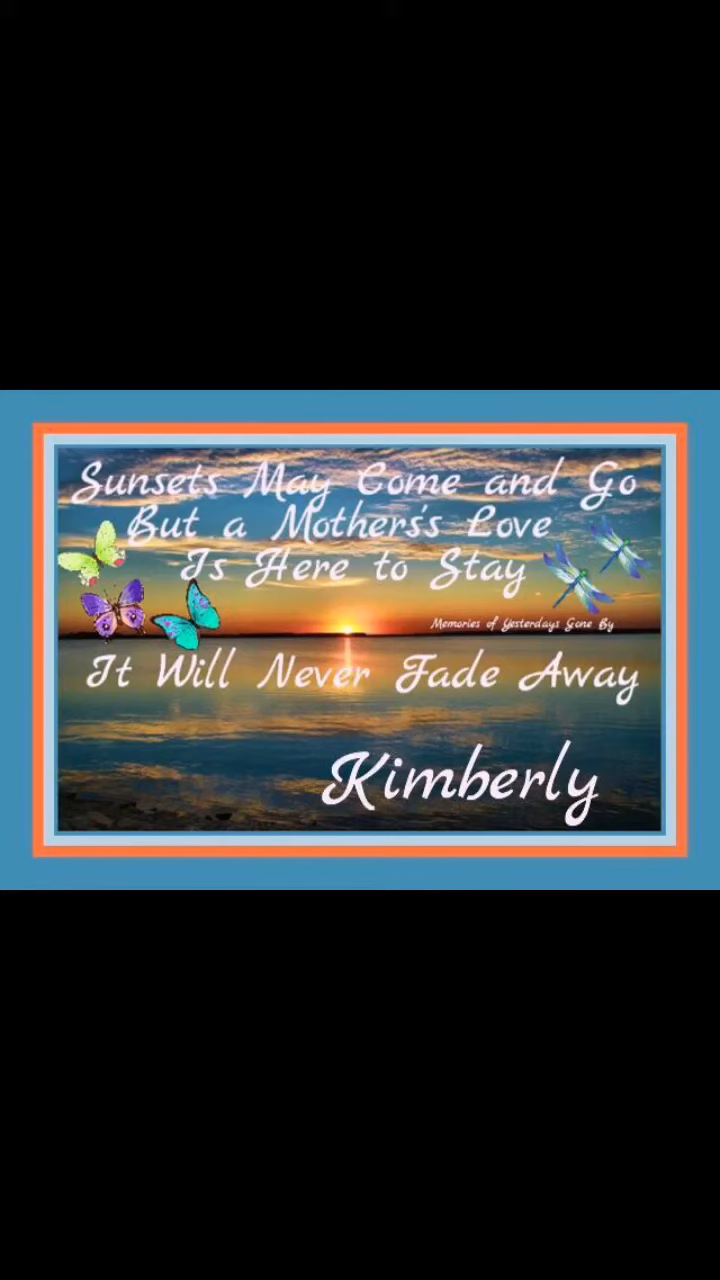 Sunsets May Come and Go
But a Mothers's Love
Is Here to Stay
Memories of Yesterdays Gone By
It Will Never Fade Away
Kimberly